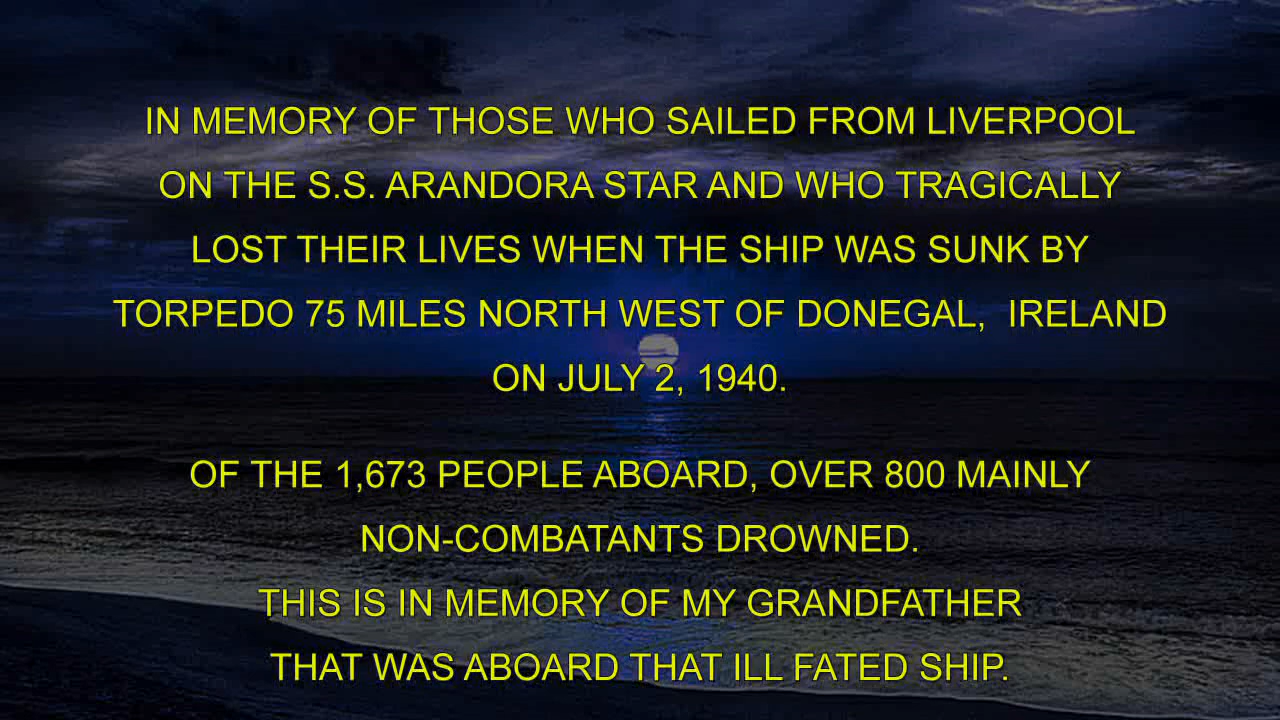 IN MEMORY OF THOSE WHO SAILED FROM LIVERPOOL
ON THE S.S. ARANDORA STAR AND WHO TRAGICALLY
LOST THEIR LIVES WHEN THE SHIP WAS SUNK BY
TORPEDO 75 MILES NORTH WEST OF DONEGAL,  IRELAND
ON JULY 2, 1940.
OF THE 1,673 PEOPLE ABOARD, OVER 800 MAINLY
NON-COMBATANTS DROWNED.
THIS IS IN MEMORY OF MY GRANDFATHER
THAT WAS ABOARD THAT ILL FATED SHIP.